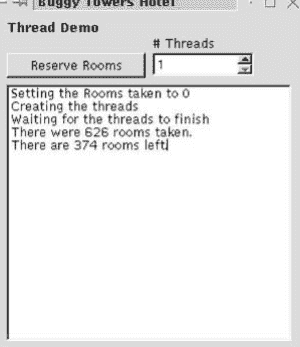 Buggy Towers Hotel
Thread Demo
# Threads
Reserve Rooms
1
Setting the Rooms taken to 0
Creating the threads
Waiting for the threads to finish
There were 626 rooms taken.
There are 374 rooms left